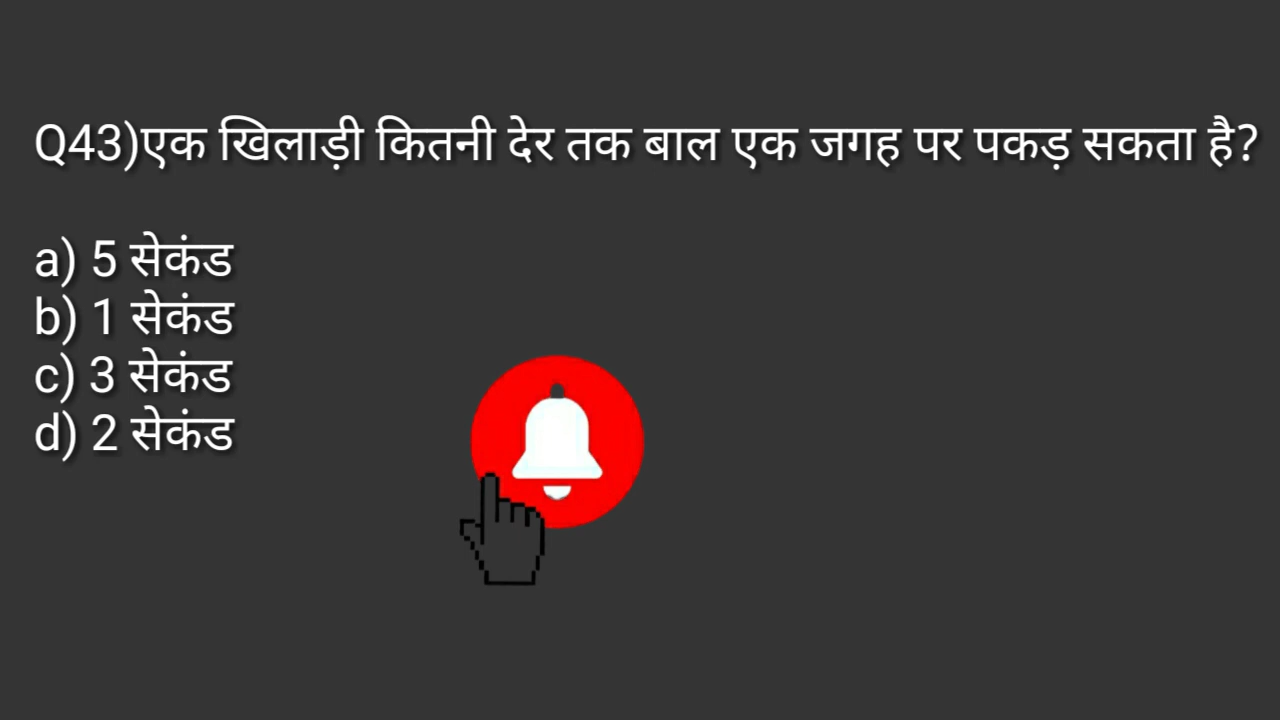 Q43)एक खिलाड़ी कितनी देर तक बाल एक जगह पर पकड़ सकता है?
a) 5 सेकंड
b) 1 सेकंड
c) 3 सेकंड
d) 2 सेकंड